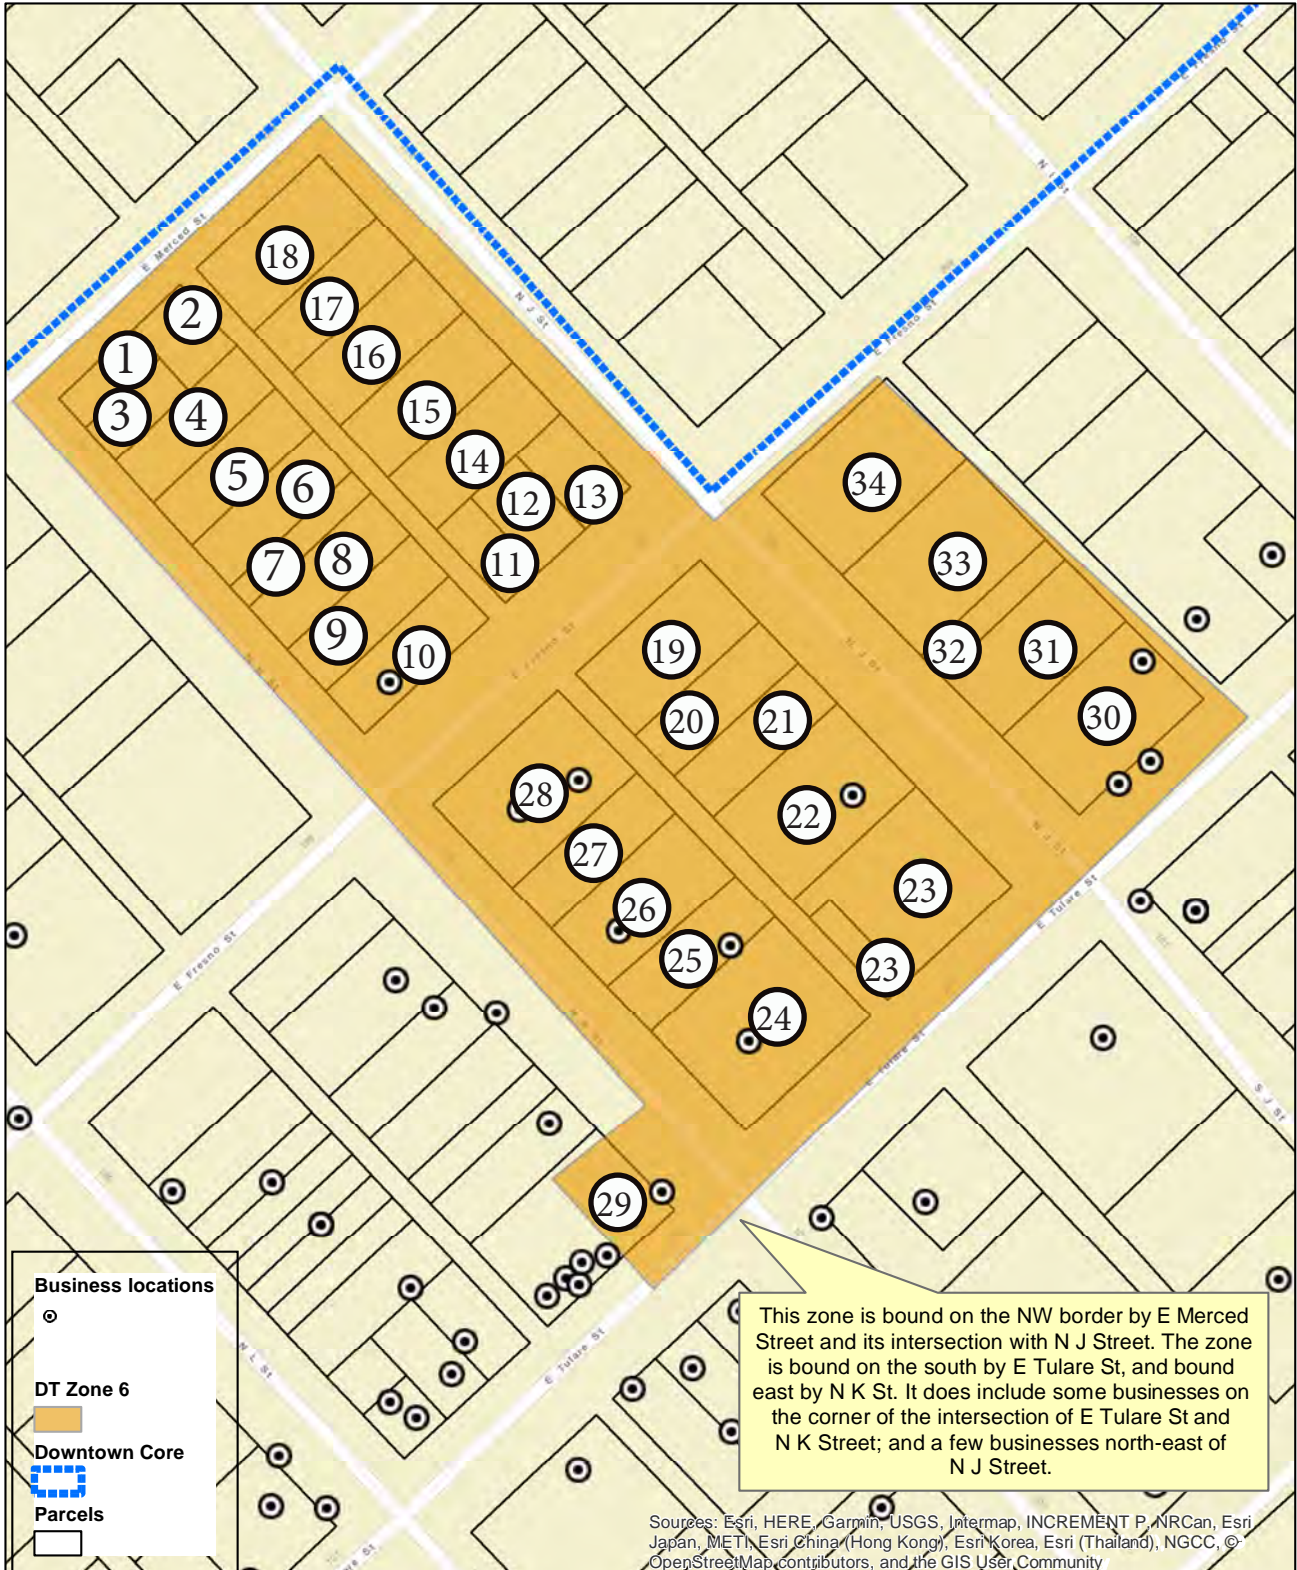 E Fresno St
E Merced St
N I St
N J St
E Fresno St
18
2
17
1
16
3
4
15
5
6
14
12
13
34
7
8
11
33
9
10
19
32
31
N J St
E Fresno St
N K St
20
21
30
28
22
27
N J St
23
26
E Tulare St
25
23
E Fresno St
24
N K St
E Tulare St
S J St
29
N L St
E Tulare St
Business locations
DT Zone 6
Downtown Core
Parcels
This zone is bound on the NW border by E Merced
Street and its intersection with N J Street. The zone
is bound on the south by E Tulare St, and bound
east by N K St. It does include some businesses on
the corner of the intersection of E Tulare St and
N K Street; and a few businesses north-east of
N J Street.
Sources: Esri, HERE, Garmin, USGS, Intermap, INCREMENT P, NRCan, Esri
Japan, METI, Esri China (Hong Kong), Esri Korea, Esri (Thailand), NGCC, ©
OpenStreetMap contributors, and the GIS User Community